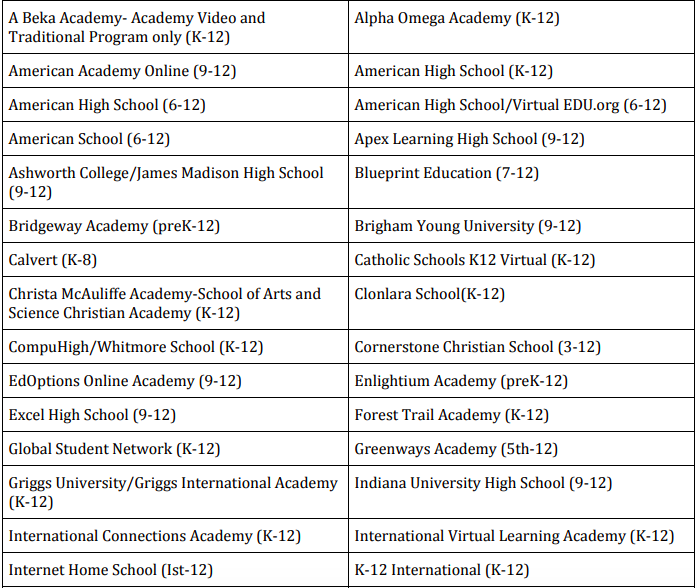 A Beka Academy- Academy Video and
Traditional Program only (K-12)
Alpha Omega Academy (K-12)
American Academy Online (9-12)
American High School (K-12)
American High School (6-12)
American High School/Virtual EDU.org (6-12)
American School (6-12)
Apex Learning High School (9-12)
Ashworth College/James Madison High School
(9-12)
Blueprint Education (7-12)
Bridgeway Academy (preK-12)
Brigham Young University (9-12)
Calvert (K-8)
Catholic Schools K12 Virtual (K-12)
Christa McAuliffe Academy-School of Arts and
Science Christian Academy (K-12)
Clonlara School(K-12)
CompuHigh/Whitmore School (K-12)
Cornerstone Christian School (3-12)
EdOptions Online Academy (9-12)
Enlightium Academy (preK-12)
Excel High School (9-12)
Forest Trail Academy (K-12)
Global Student Network (K-12)
Greenways Academy (5th-12)
Griggs University/Griggs International Academy
(K-12)
Indiana University High School (9-12)
International Connections Academy (K-12)
International Virtual Learning Academy (K-12)
Internet Home School (Ist-12)
K-12 International (K-12)